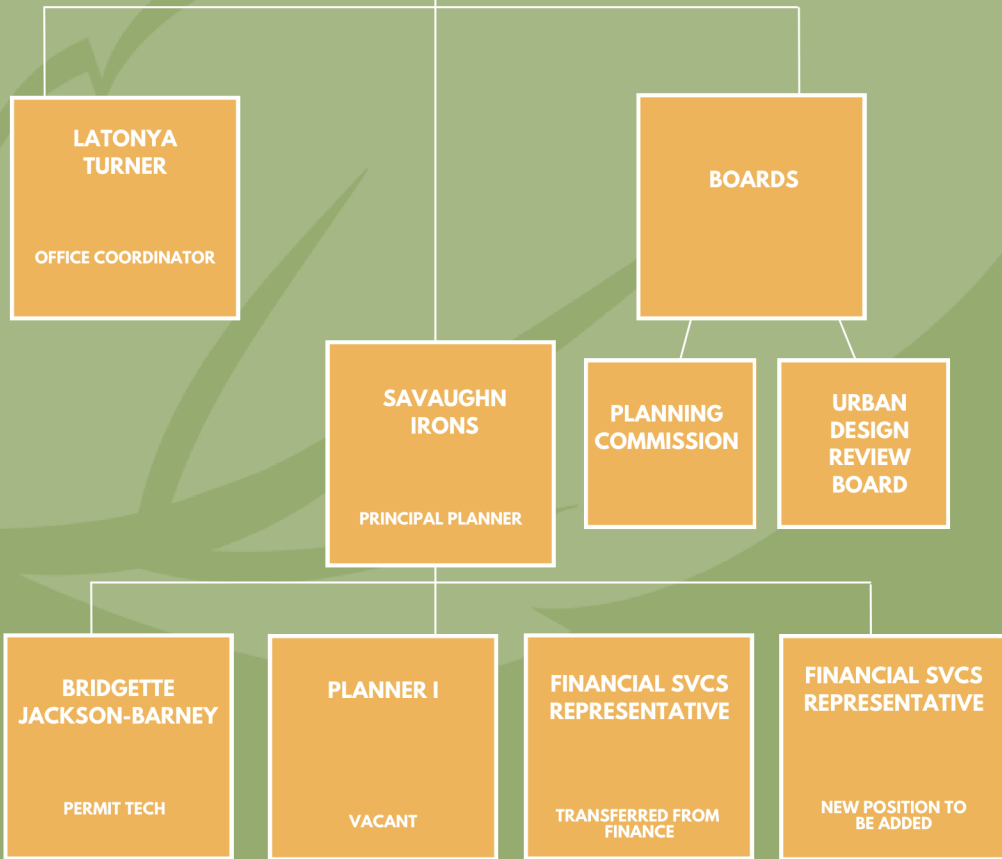 LATONYA
TURNER
OFFICE COORDINATOR
BOARDS
SAVAUGHN
IRONS
PRINCIPAL PLANNER
PLANNING
COMMISSION
URBAN
DESIGN
REVIEW
BOARD
BRIDGETTE
JACKSON-BARNEY
PERMIT TECH
PLANNER I
VACANT
FINANCIAL SVCS
REPRESENTATIVE
TRANSFERRED FROM
FINANCE
FINANCIAL SVCS
REPRESENTATIVE
NEW POSITION TO
BE ADDED